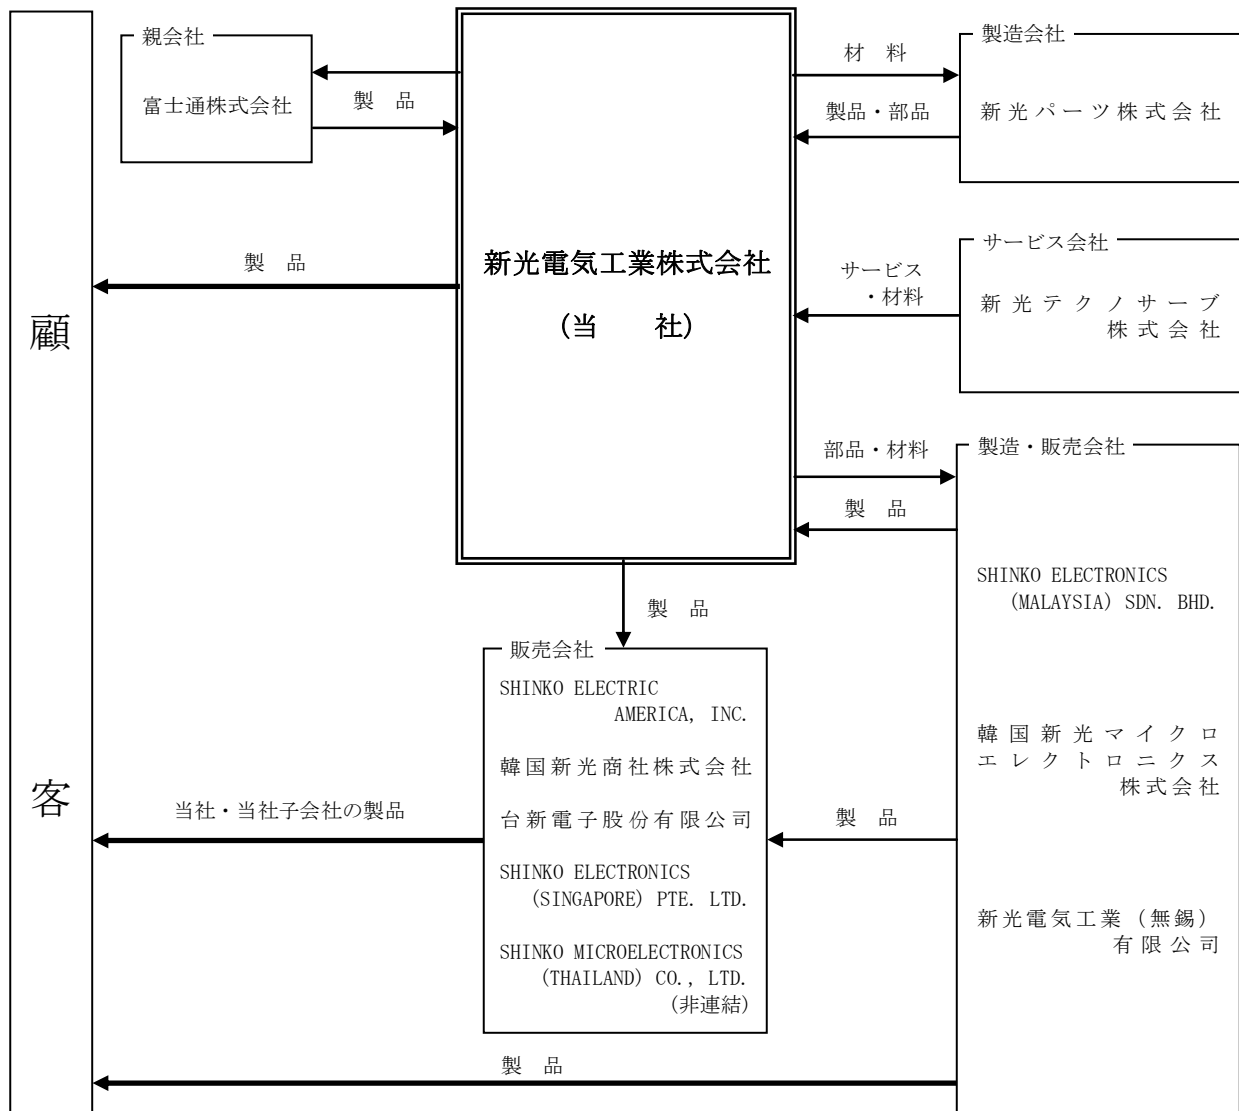 親会社
富士通株式会社
製　品
材　料
製品・部品
製造会社
新光パーツ株式会社
顧
客
製　品
新光電気工業株式会社
(当　　社)
サービス
・材料
サービス会社
新光テクノサーブ
株式会社
部品・材料
製　品
製造・販売会社
SHINKO ELECTRONICS
(MALAYSIA) SDN. BHD.
韓国新光マイクロ
エレクトロニクス
株式会社
新光電気工業（無錫）
有限公司
製　品
販売会社
SHINKO ELECTRIC
AMERICA, INC.
韓国新光商社株式会社
台新電子股份有限公司
SHINKO ELECTRONICS
(SINGAPORE) PTE. LTD.
SHINKO MICROELECTRONICS
(THAILAND) CO., LTD.
(非連結)
当社・当社子会社の製品
製　品
製　品